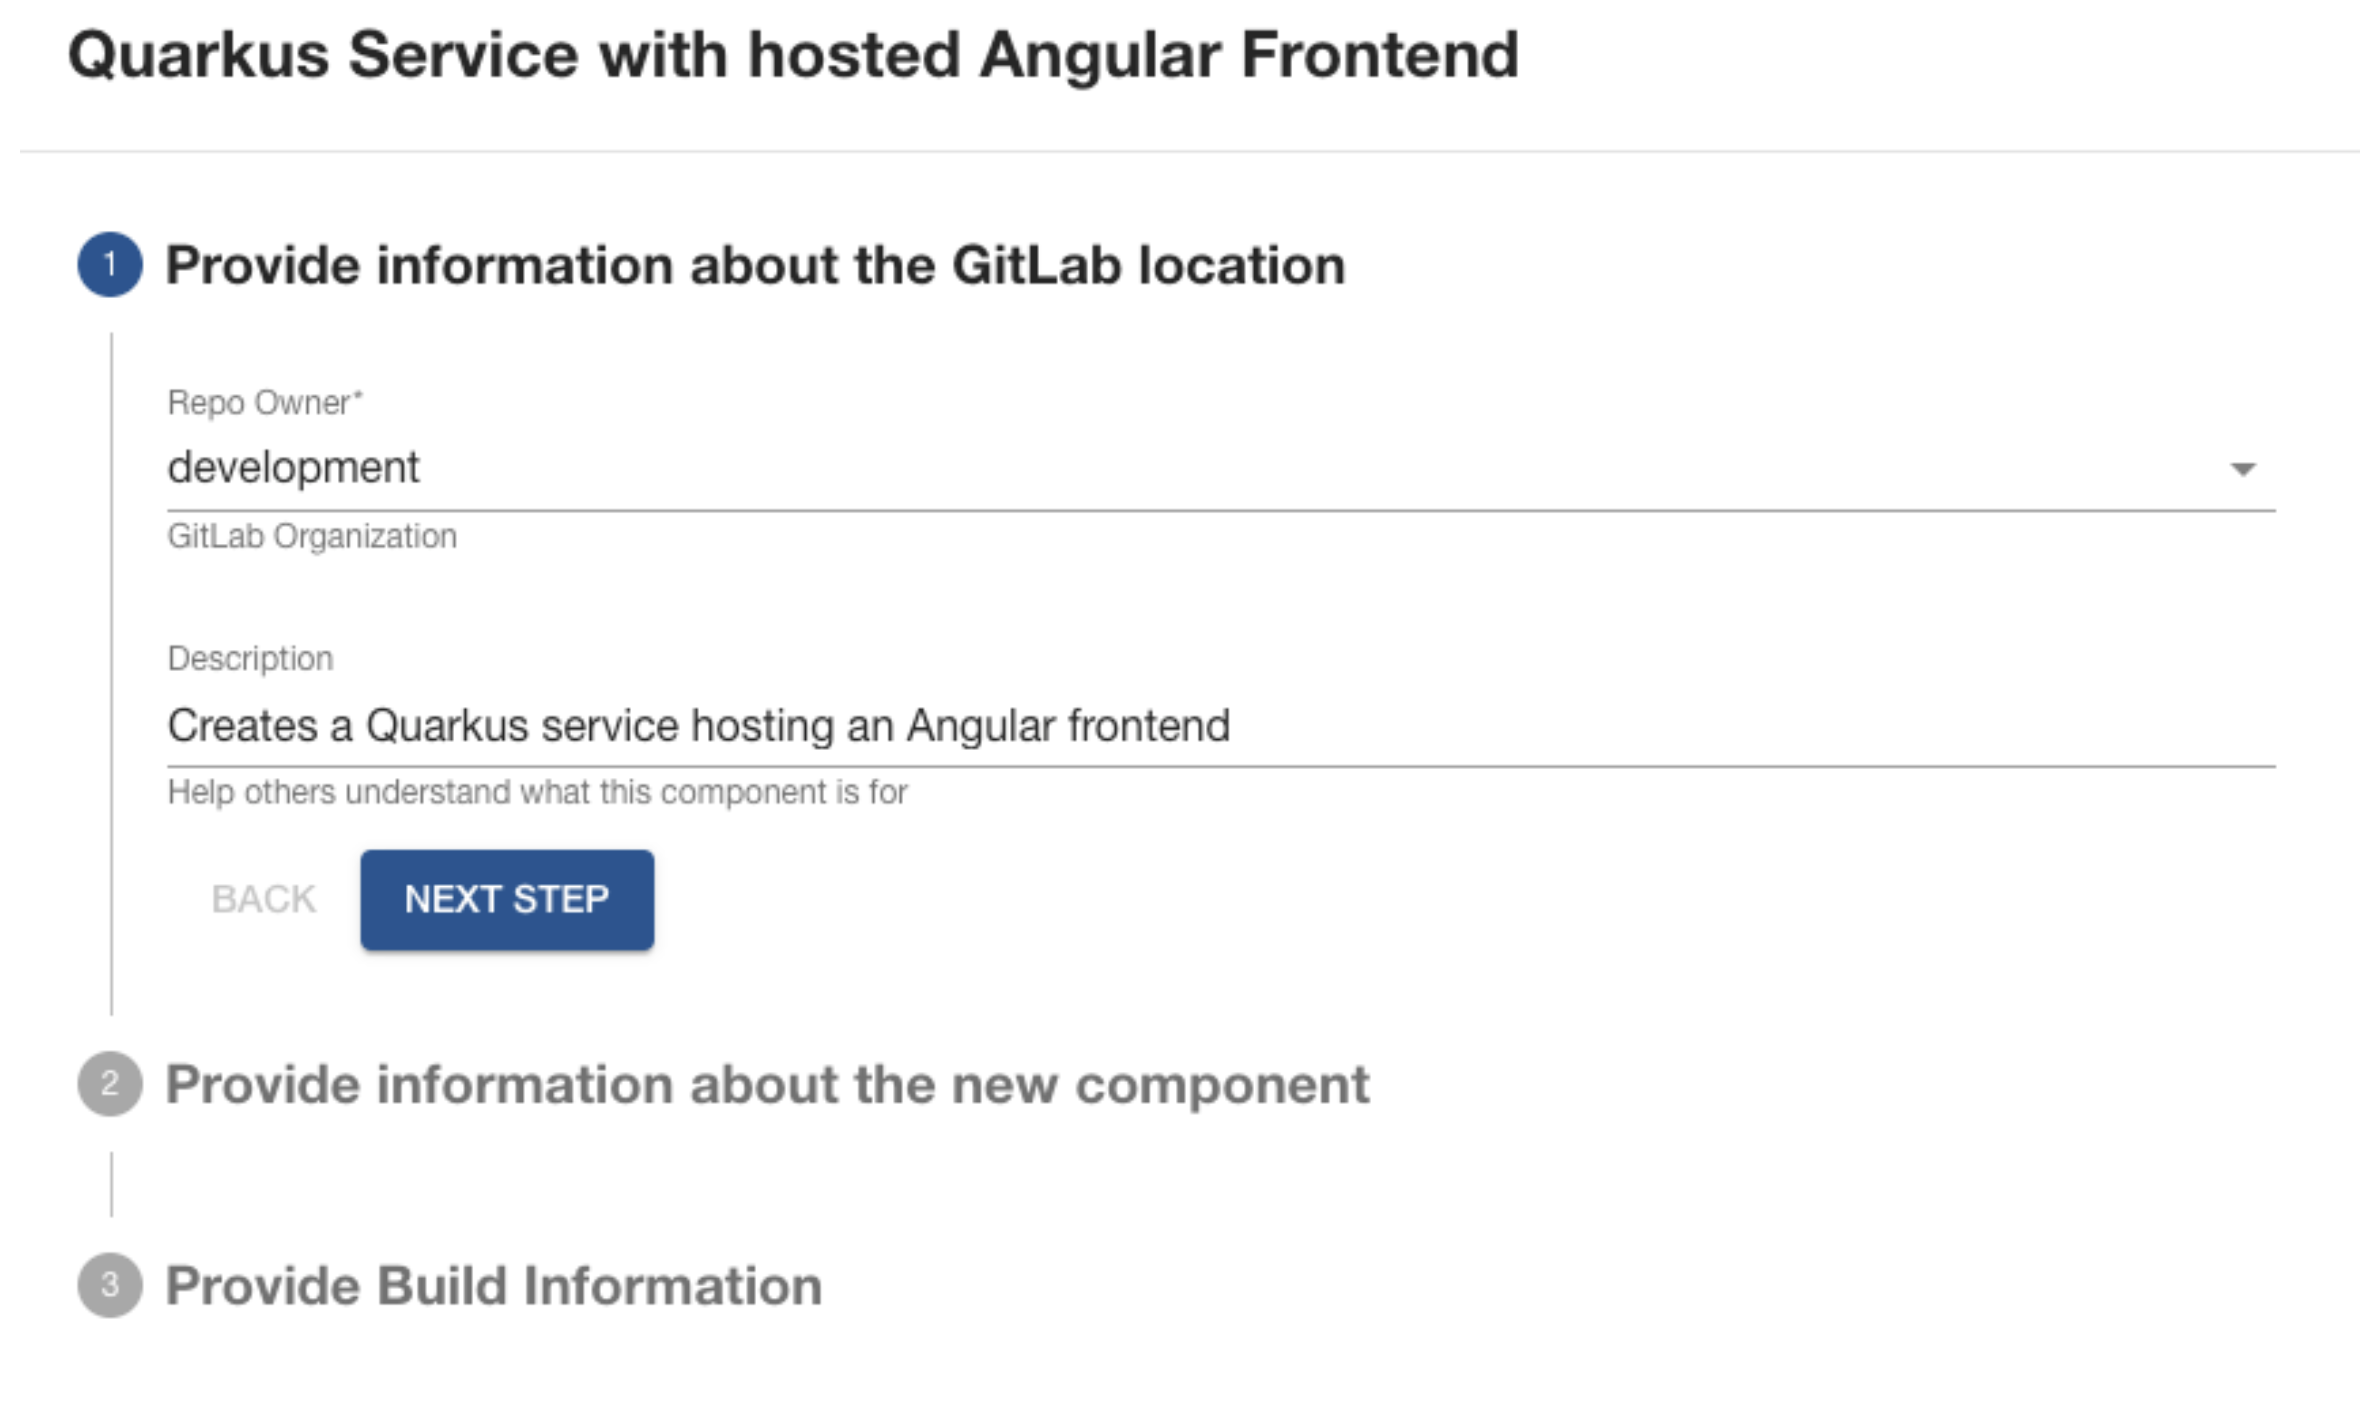 Quarkus Service with hosted Angular Frontend
1 Provide information about the GitLab location
Repo Owner*
development
GitLab Organization
Description
Creates a Quarkus service hosting an Angular frontend
Help others understand what this component is for
BACK NEXT STEP
2 Provide information about the new component
3 Provide Build Information